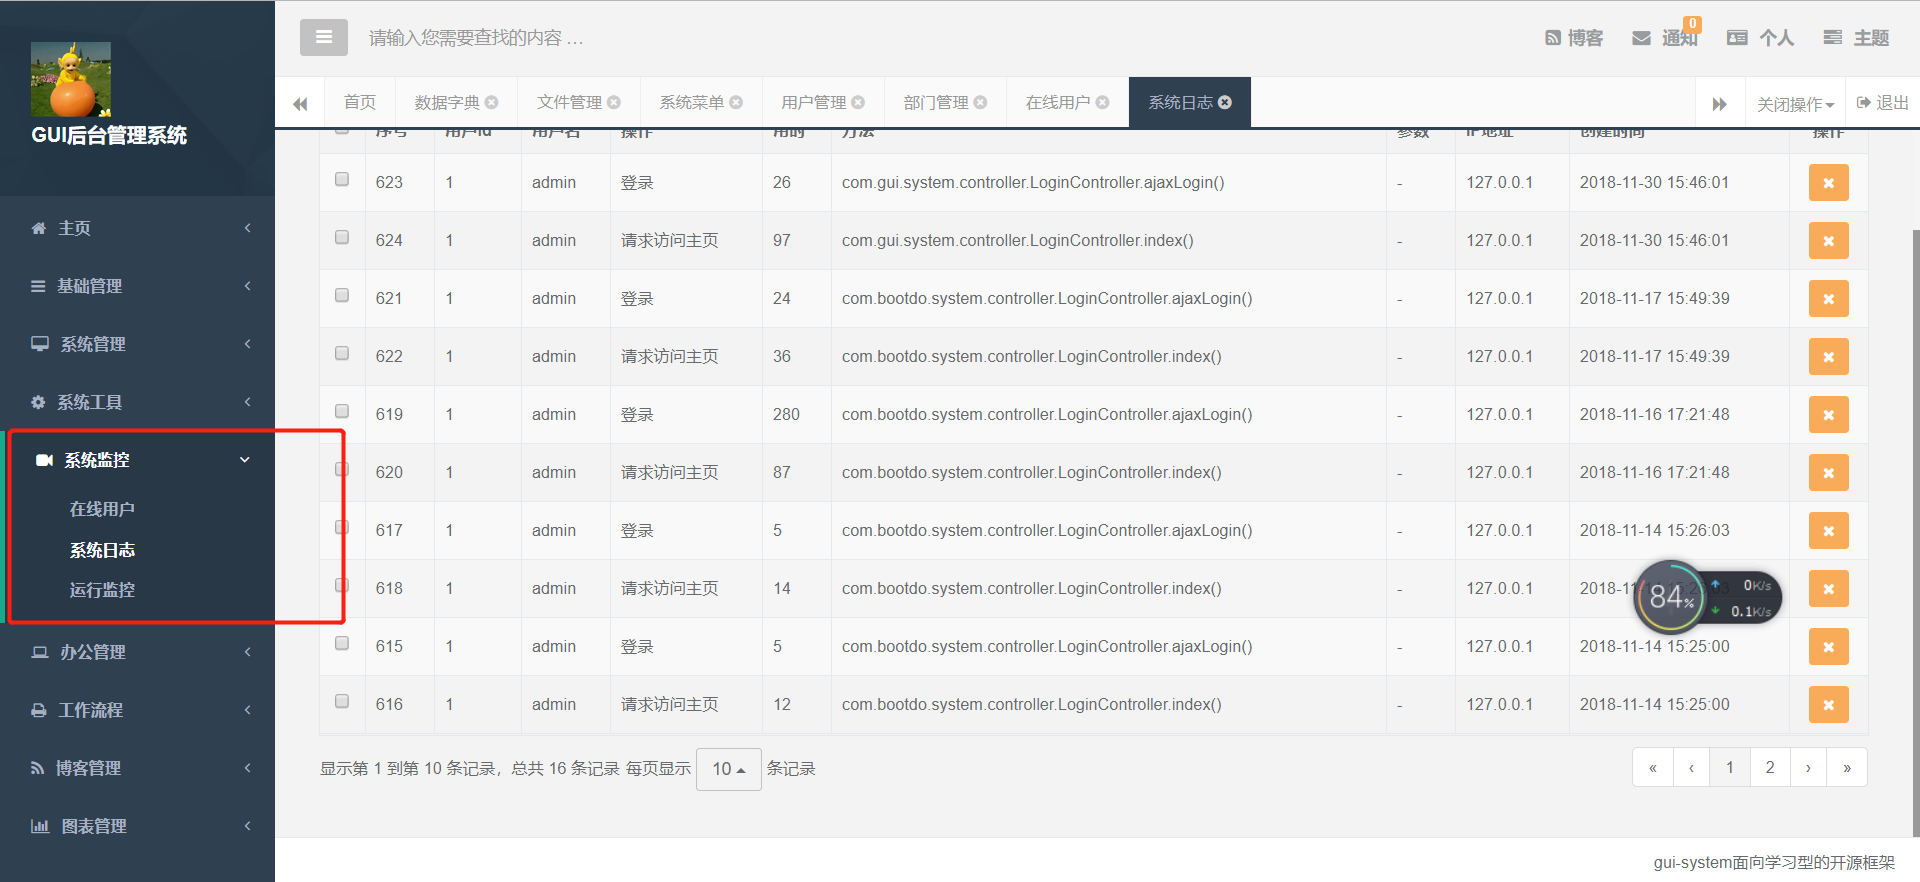 GUI后台管理系统
请输入您需要查找的内容 …
博客 通知 0 个人 主题
首页 数据字典 文件管理 系统菜单 用户管理 部门管理 在线用户 系统日志 关闭操作 退出
主页
基础管理
系统管理
系统工具
系统监控
在线用户
系统日志
运行监控
办公管理
工作流程
博客管理
图表管理
序号 用户Id 用户名 操作 用时 方法 参数 IP地址 创建时间 操作
623 1 admin 登录 26 com.gui.system.controller.LoginController.ajaxLogin() - 127.0.0.1 2018-11-30 15:46:01
624 1 admin 请求访问主页 97 com.gui.system.controller.LoginController.index() - 127.0.0.1 2018-11-30 15:46:01
621 1 admin 登录 24 com.bootdo.system.controller.LoginController.ajaxLogin() - 127.0.0.1 2018-11-17 15:49:39
622 1 admin 请求访问主页 36 com.bootdo.system.controller.LoginController.index() - 127.0.0.1 2018-11-17 15:49:39
619 1 admin 登录 280 com.bootdo.system.controller.LoginController.ajaxLogin() - 127.0.0.1 2018-11-16 17:21:48
620 1 admin 请求访问主页 87 com.bootdo.system.controller.LoginController.index() - 127.0.0.1 2018-11-16 17:21:48
617 1 admin 登录 5 com.bootdo.system.controller.LoginController.ajaxLogin() - 127.0.0.1 2018-11-14 15:26:03
618 1 admin 请求访问主页 14 com.bootdo.system.controller.LoginController.index() - 127.0.0.1 2018-11-14 15:26:03
84% 0K/s
0.1K/s
615 1 admin 登录 5 com.bootdo.system.controller.LoginController.ajaxLogin() - 127.0.0.1 2018-11-14 15:25:00
616 1 admin 请求访问主页 12 com.bootdo.system.controller.LoginController.index() - 127.0.0.1 2018-11-14 15:25:00
显示第 1 到第 10 条记录，总共 16 条记录 每页显示 10 条记录
« ‹ 1 2 › »
gui-system面向学习型的开源框架